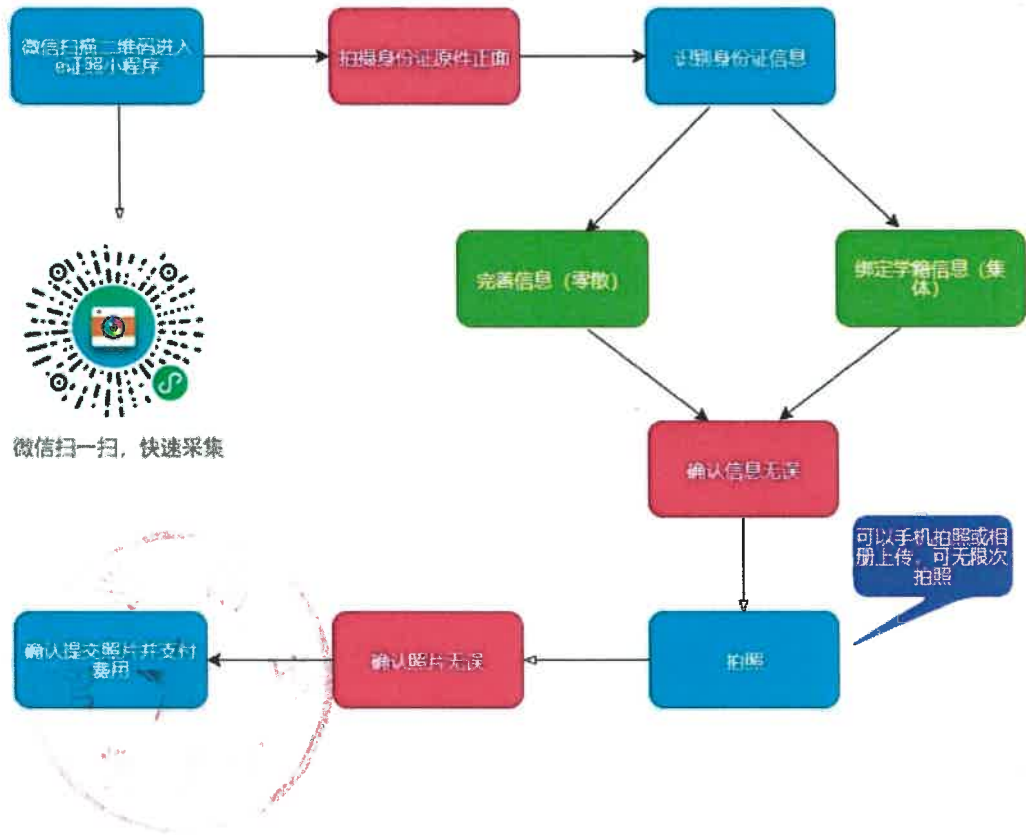 微信扫描二维码进入
e证照小程序
拍摄身份证原件正面
识别身份证信息
完善信息（零散）
绑定学籍信息（集
体）
微信扫一扫，快速采集
确认信息无误
可以手机拍照或相
册上传，可无限次
拍照
拍照
确认照片无误
确认提交照片并支付
费用